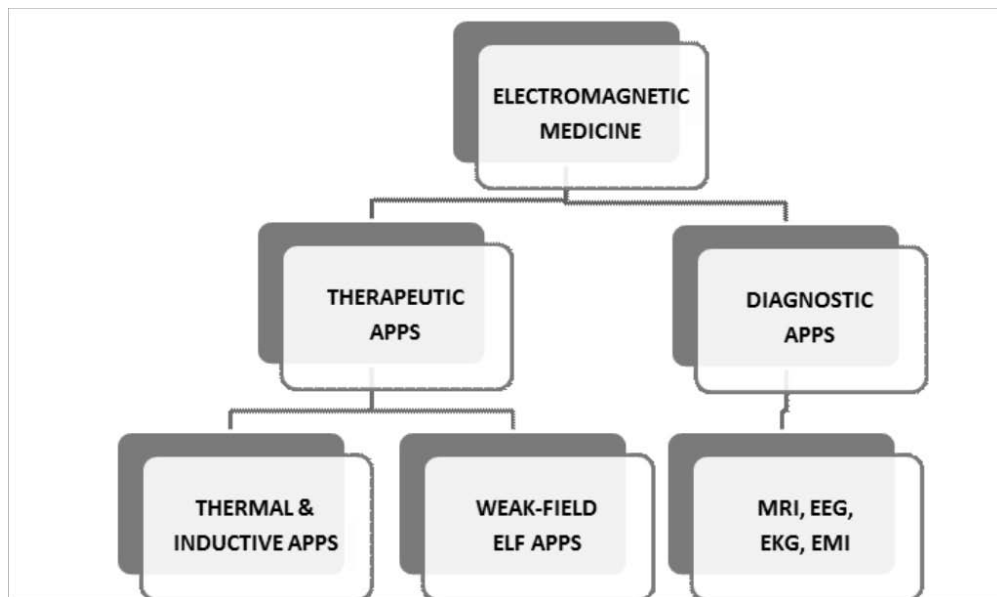 ELECTROMAGNETIC
MEDICINE
THERAPEUTIC
APPS
DIAGNOSTIC
APPS
THERMAL &
INDUCTIVE APPS
WEAK-FIELD
ELF APPS
MRI, EEG,
EKG, EMI